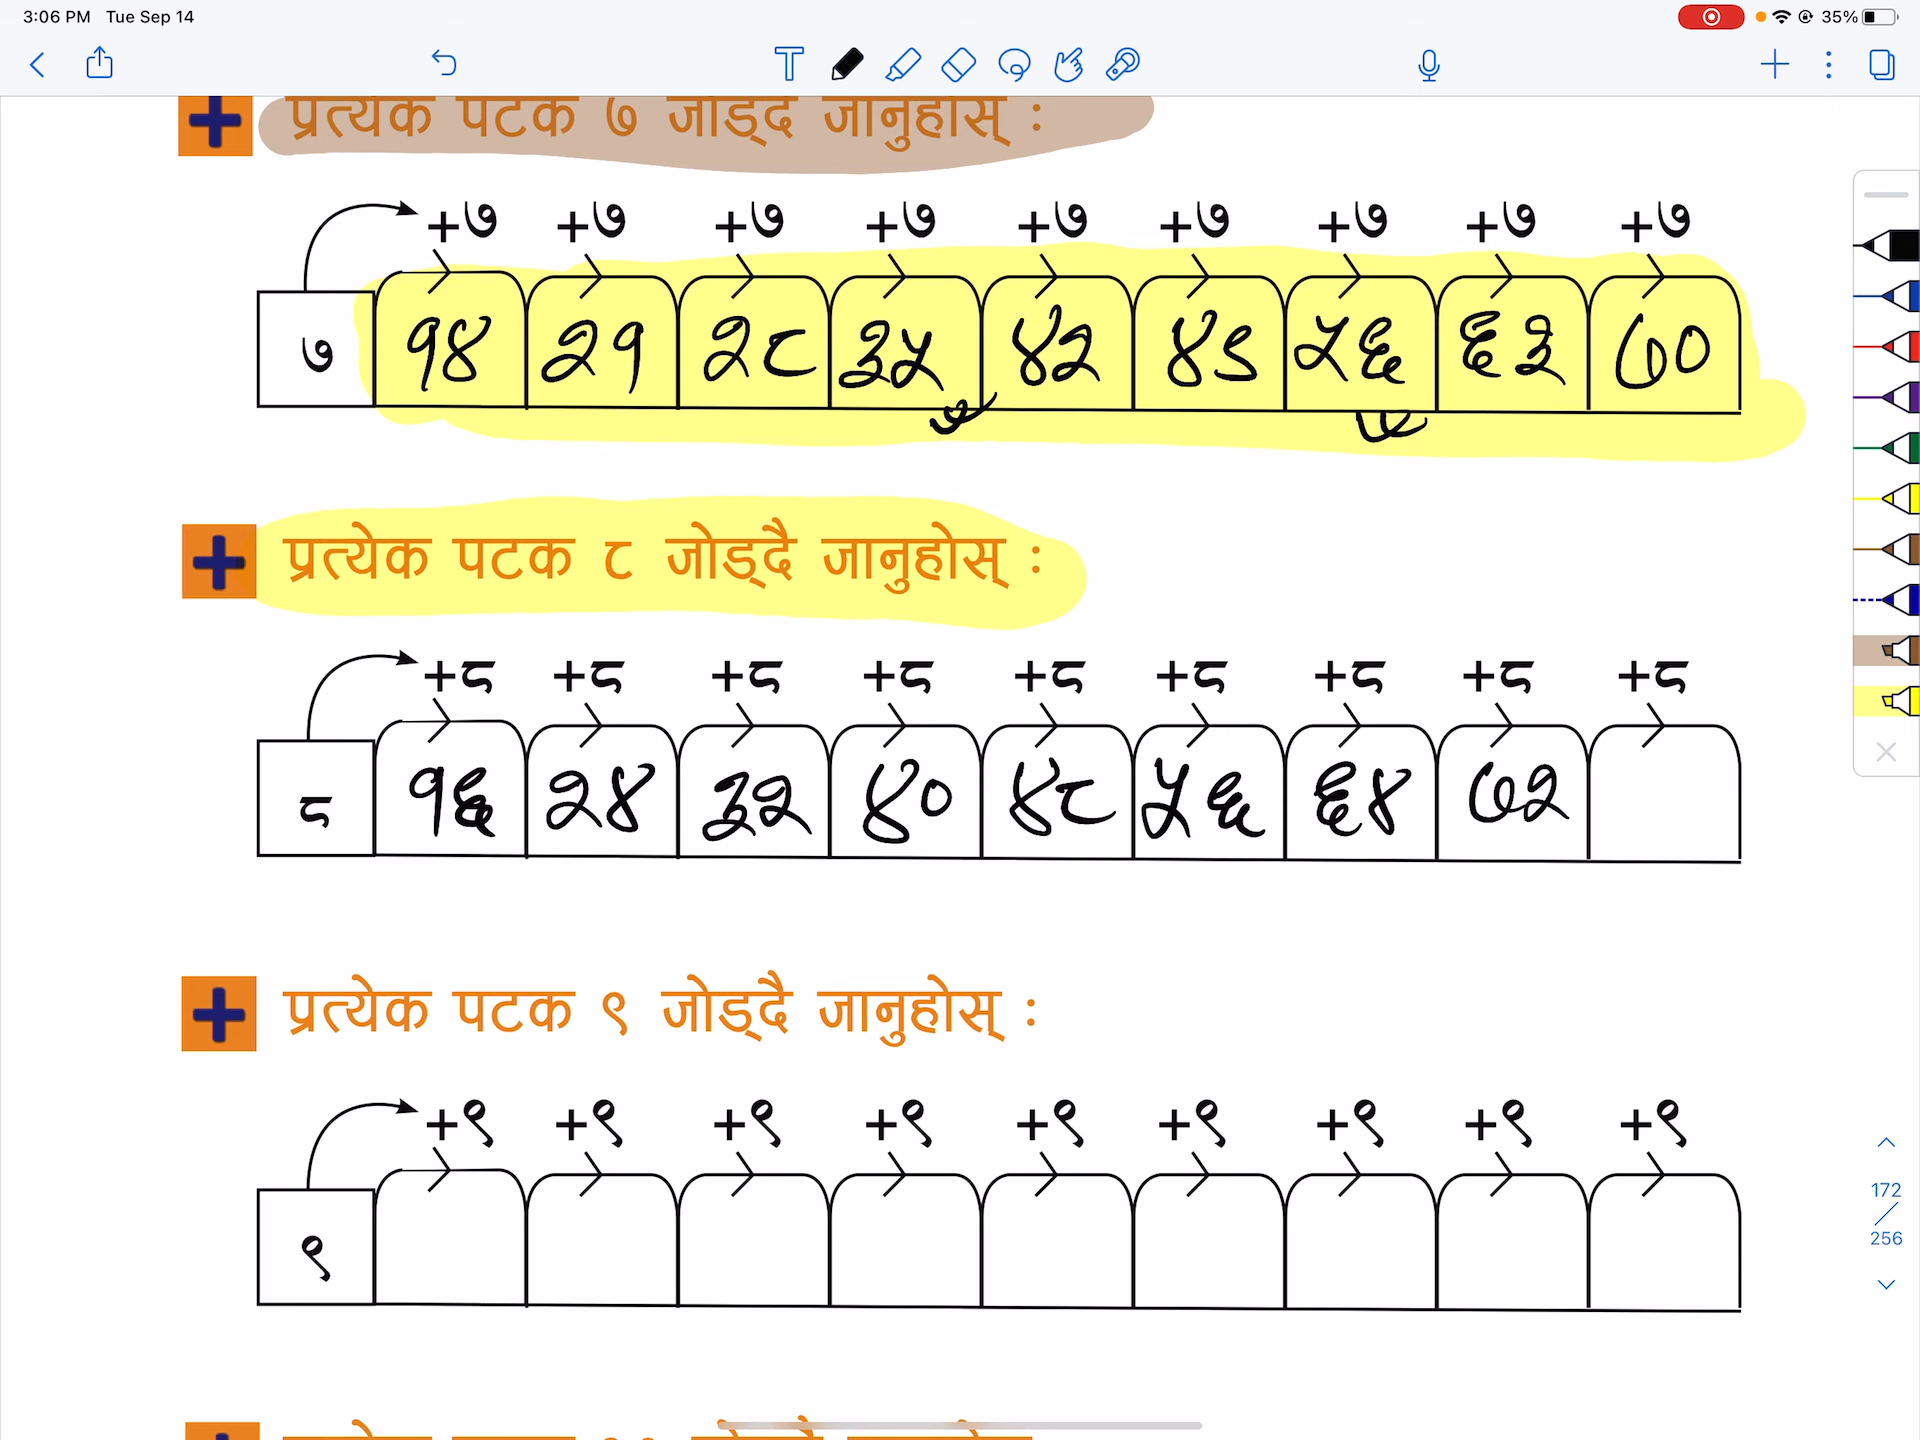 3:06 PM Tue Sep 14
35%
प्रत्येक पटक ७ जोड्दै जानुहोस् :
+७ +७ +७ +७ +७ +७ +७ +७ +७
७ १४ २१ २८ ३५ ४२ ४९ ५६ ६३ ७०
प्रत्येक पटक ८ जोड्दै जानुहोस् :
+८ +८ +८ +८ +८ +८ +८ +८ +८
८ १६ २४ ३२ ४० ४८ ५६ ६४ ७२
प्रत्येक पटक ९ जोड्दै जानुहोस् :
+९ +९ +९ +९ +९ +९ +९ +९ +९
९
172
/
256